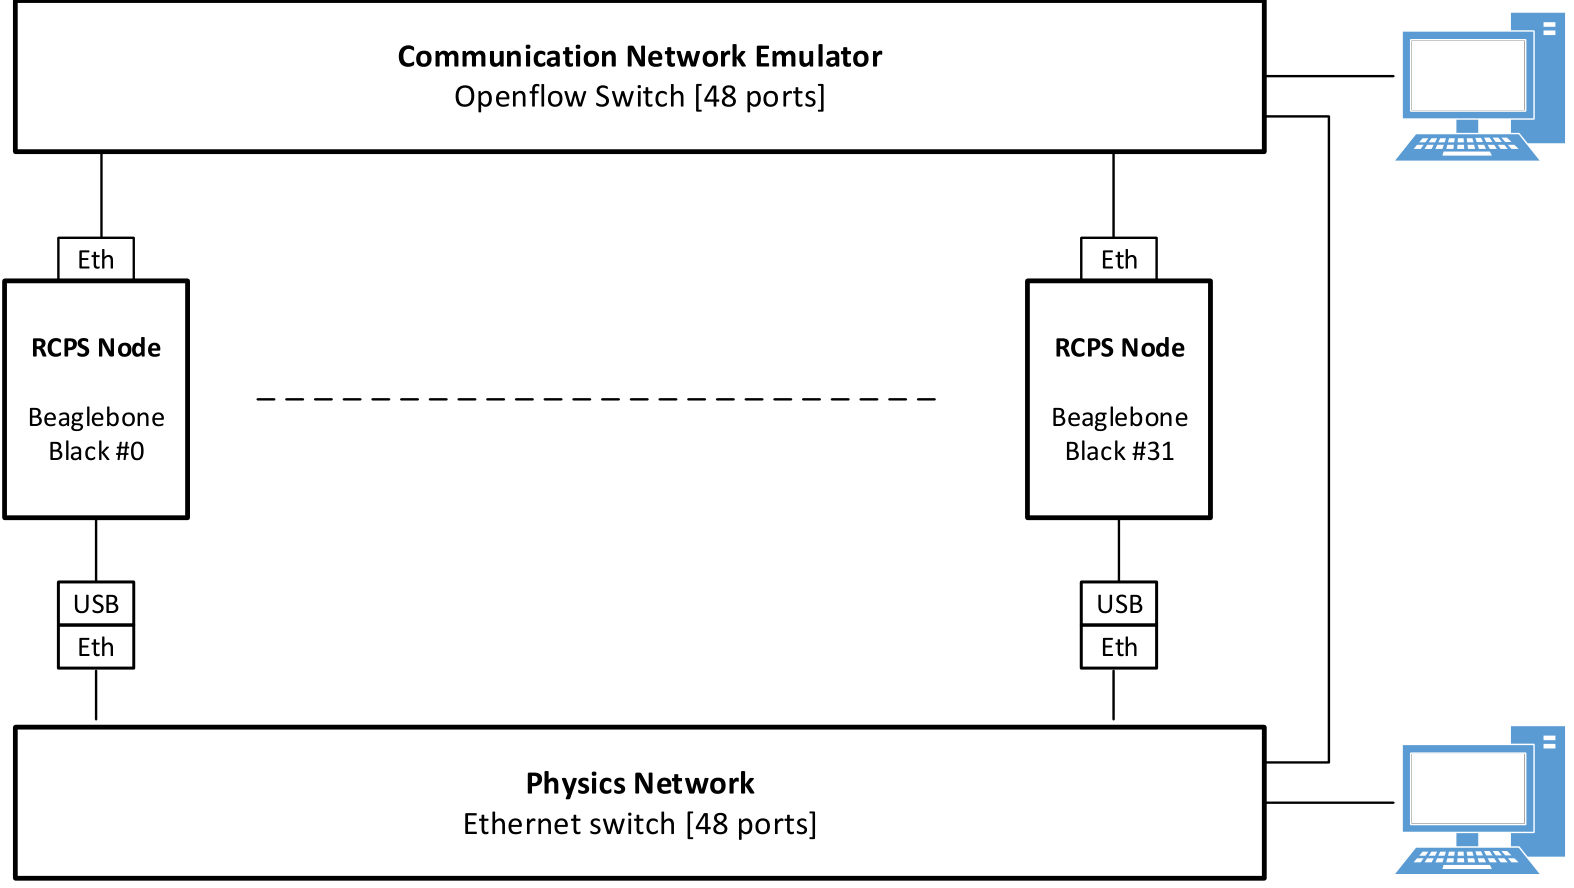 Communication Network Emulator
Openflow Switch [48 ports]
Eth
Eth
RCPS Node
Beaglebone
Black #0
RCPS Node
Beaglebone
Black #31
USB
Eth
USB
Eth
Physics Network
Ethernet switch [48 ports]